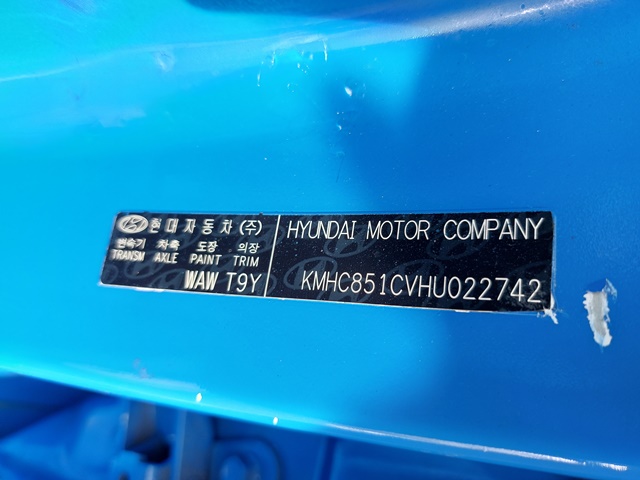 현대자동차(주)
변속기 차축 도장 의장
TRANSM AXLE PAINT TRIM
WAW T9Y
HYUNDAI MOTOR COMPANY
KMHC851CVHU022742